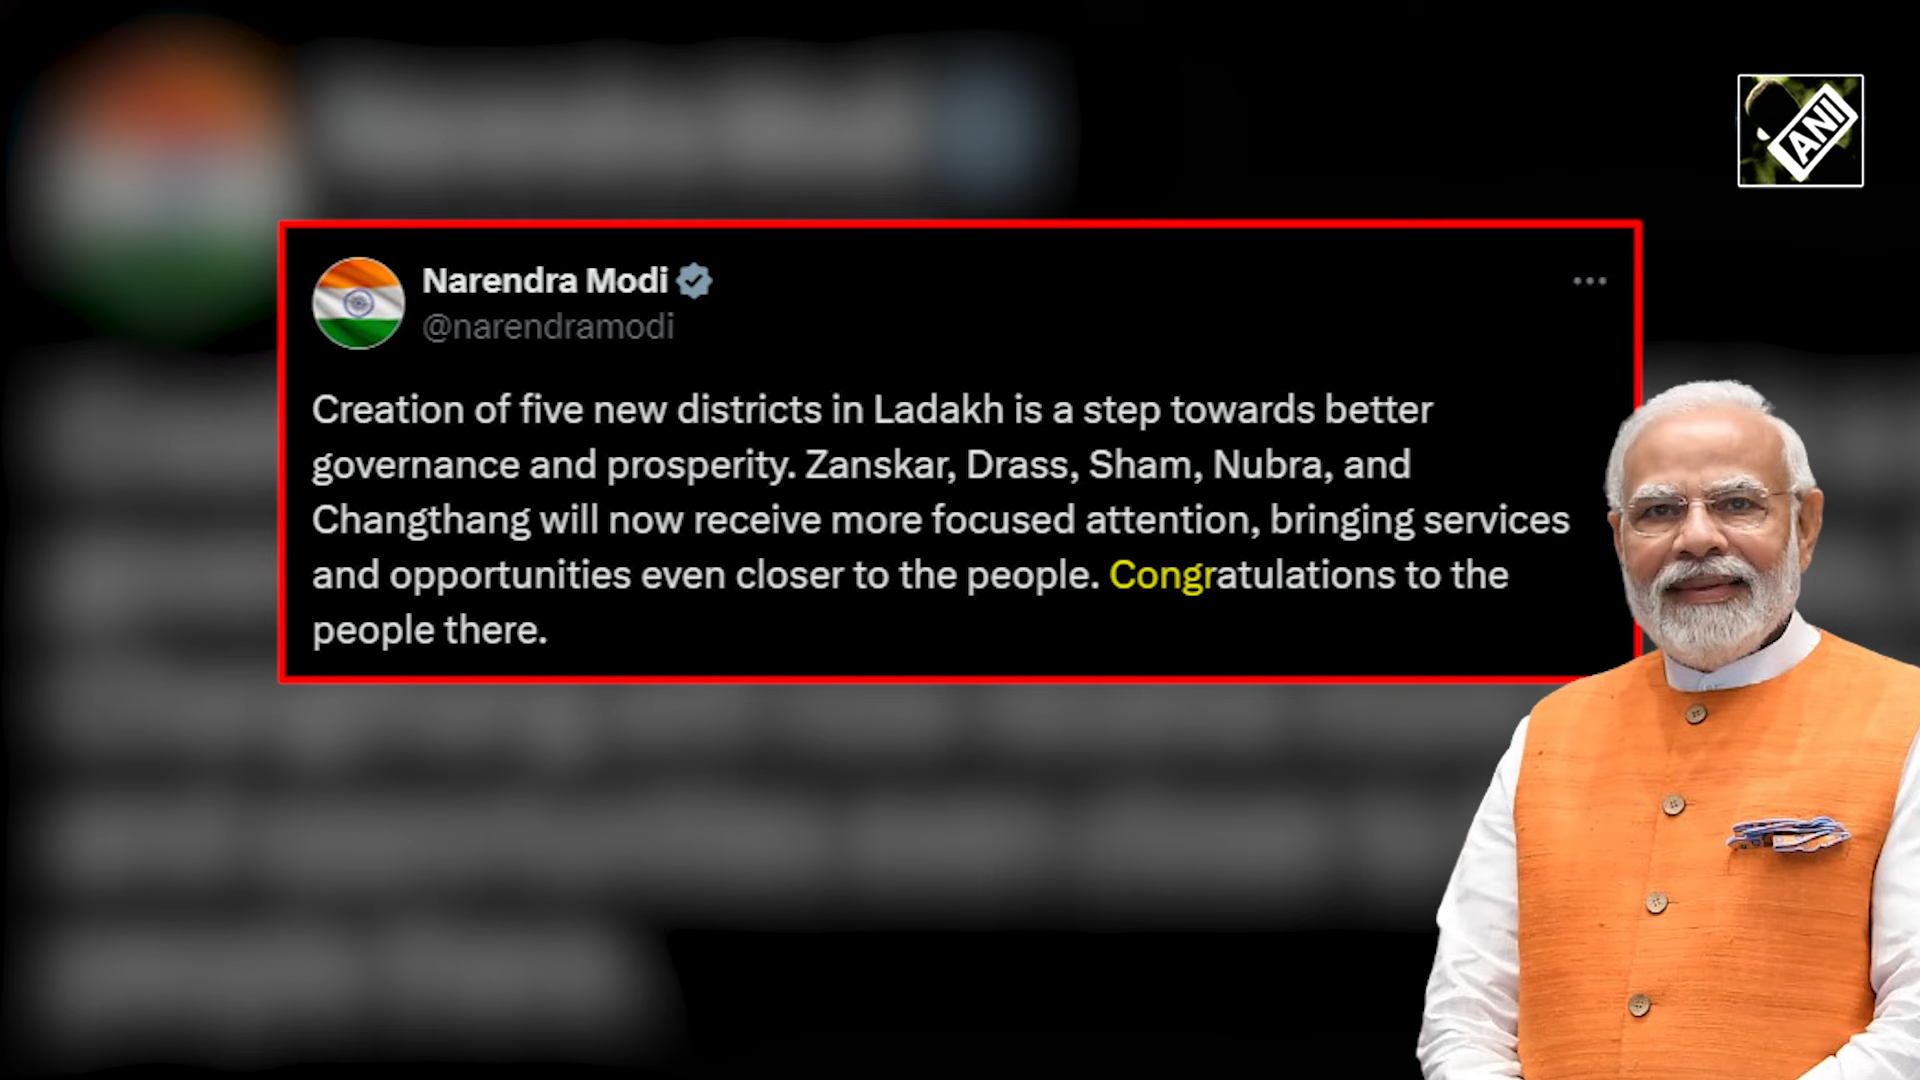 ANI
Narendra Modi
@narendramodi
Creation of five new districts in Ladakh is a step towards better
governance and prosperity. Zanskar, Drass, Sham, Nubra, and
Changthang will now receive more focused attention, bringing services
and opportunities even closer to the people. Congratulations to the
people there.